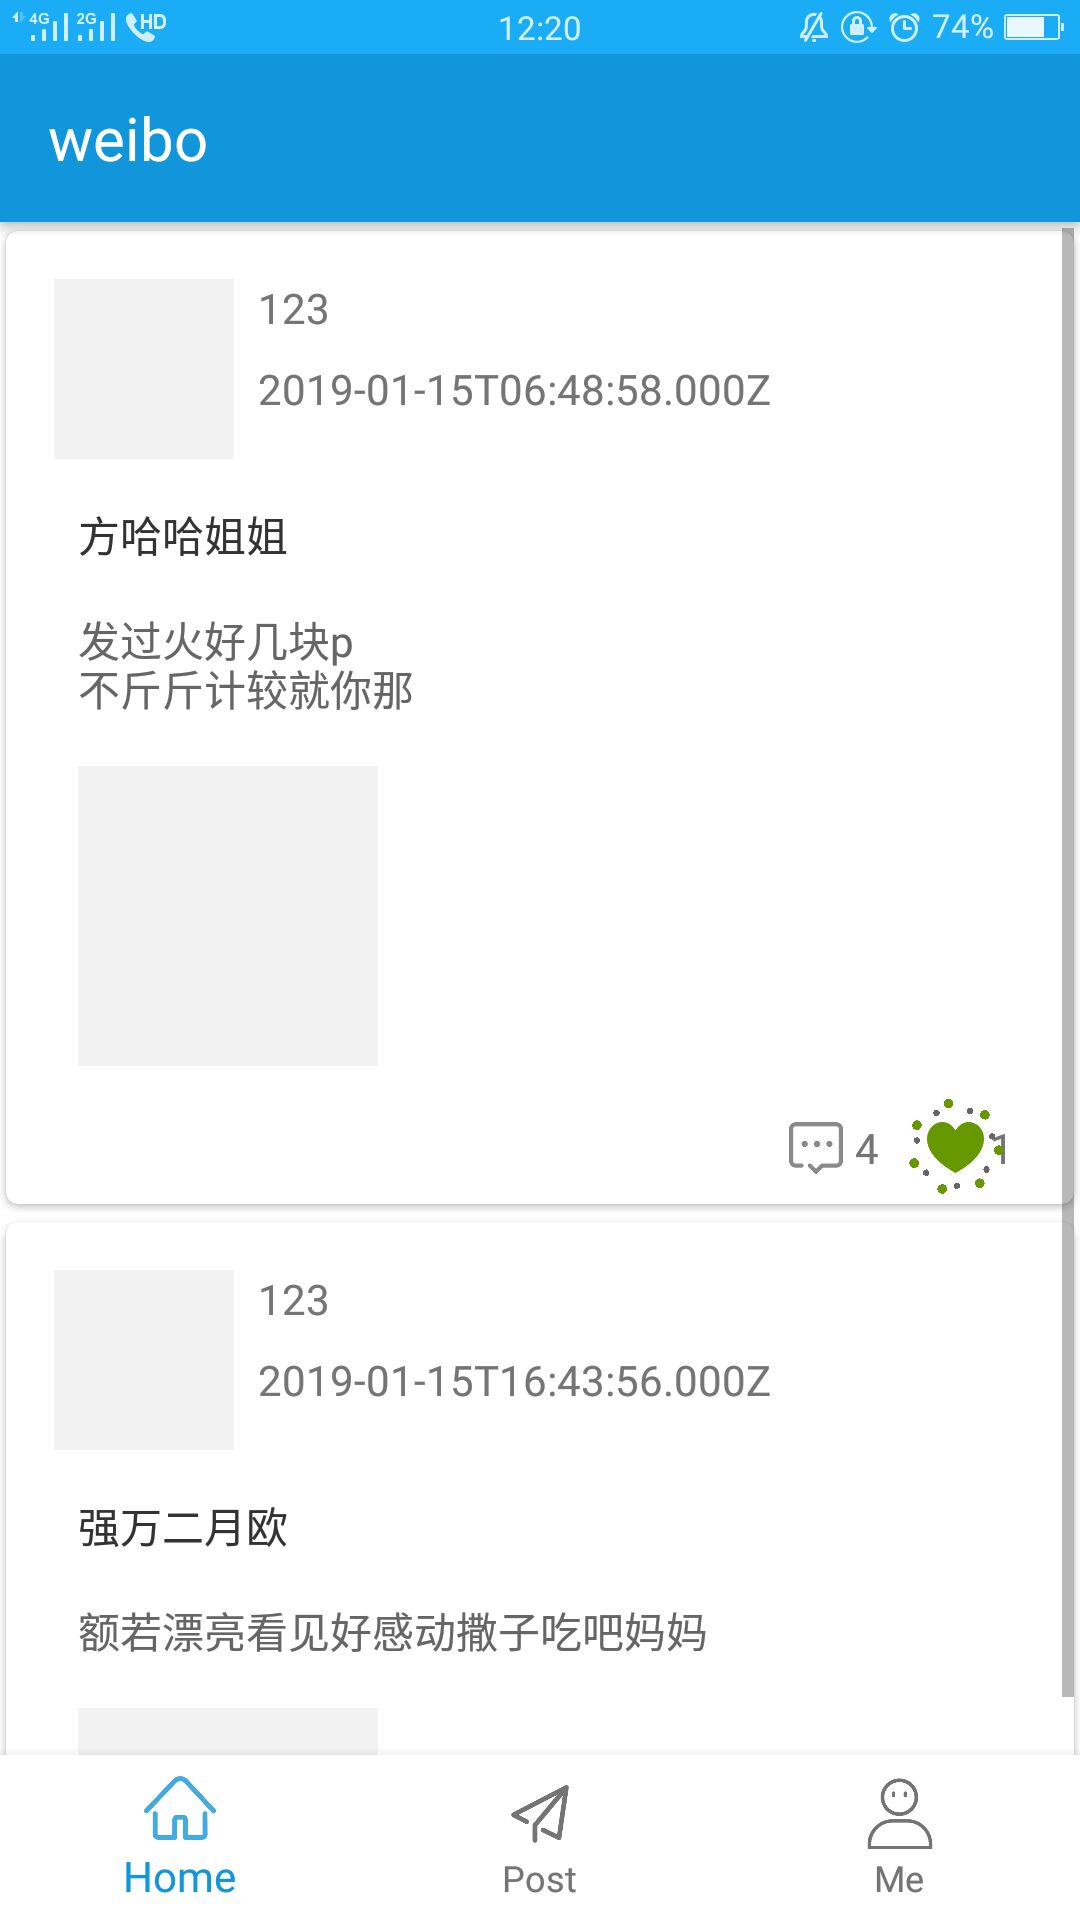 4G 2G HD 12:20 74%
weibo
123
2019-01-15T06:48:58.000Z
方哈哈姐姐
发过火好几块p
不斤斤计较就你那
4 1
123
2019-01-15T16:43:56.000Z
强万二月欧
额若漂亮看见好感动撒子吃吧妈妈
Home Post Me